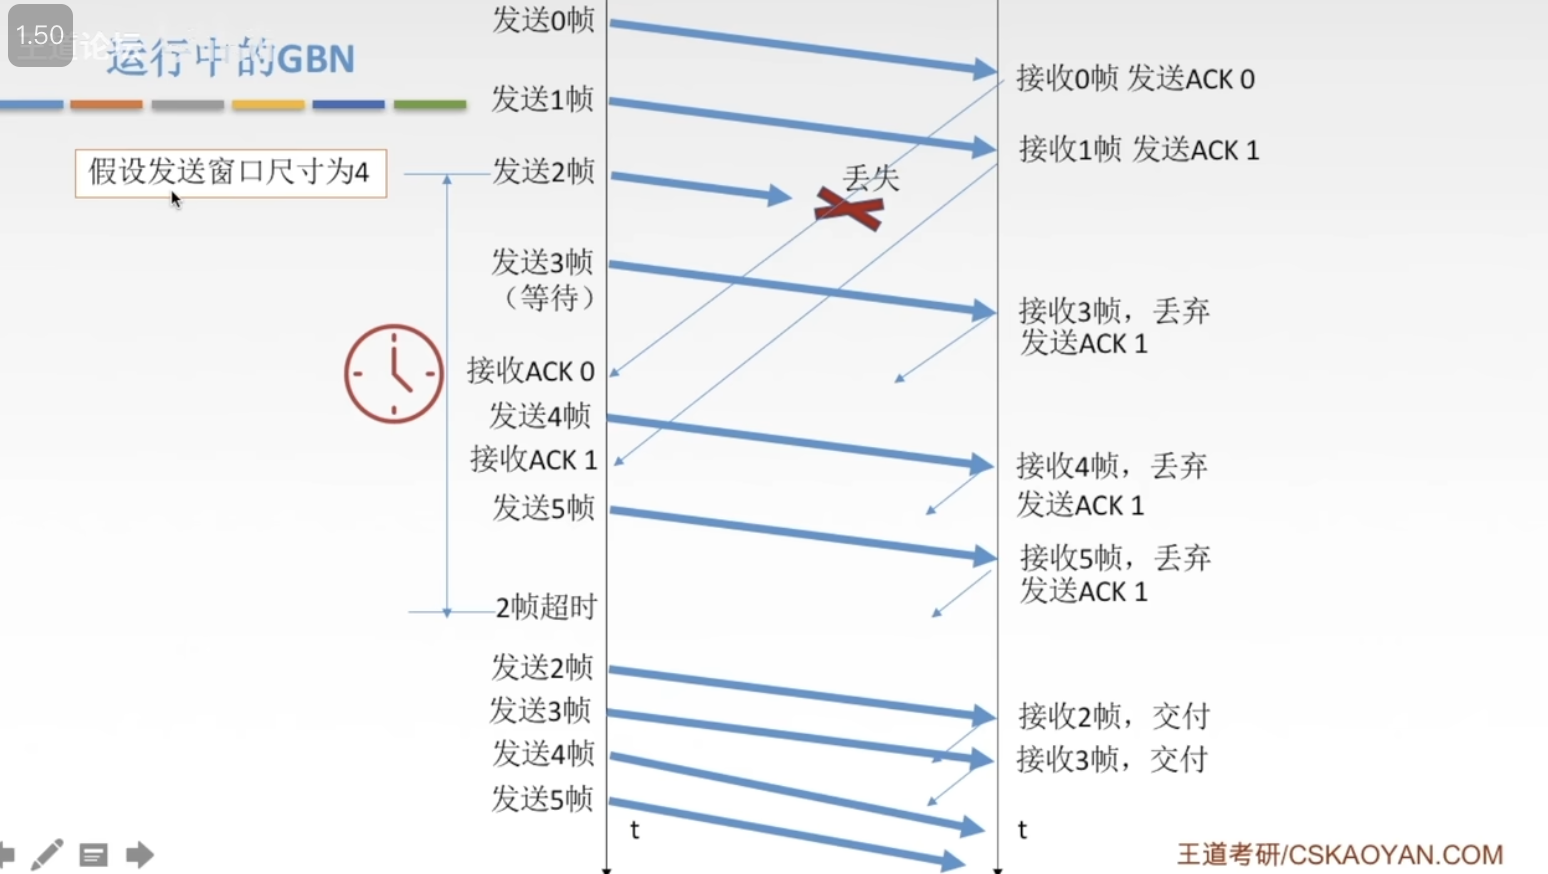 1.50
王道论坛
运行中的GBN
假设发送窗口尺寸为4
发送0帧
发送1帧
发送2帧
发送3帧
（等待）
接收ACK 0
发送4帧
接收ACK 1
发送5帧
2帧超时
发送2帧
发送3帧
发送4帧
发送5帧
t
丢失
接收0帧 发送ACK 0
接收1帧 发送ACK 1
接收3帧，丢弃
发送ACK 1
接收4帧，丢弃
发送ACK 1
接收5帧，丢弃
发送ACK 1
接收2帧，交付
接收3帧，交付
t
王道考研/CSKAOYAN.COM